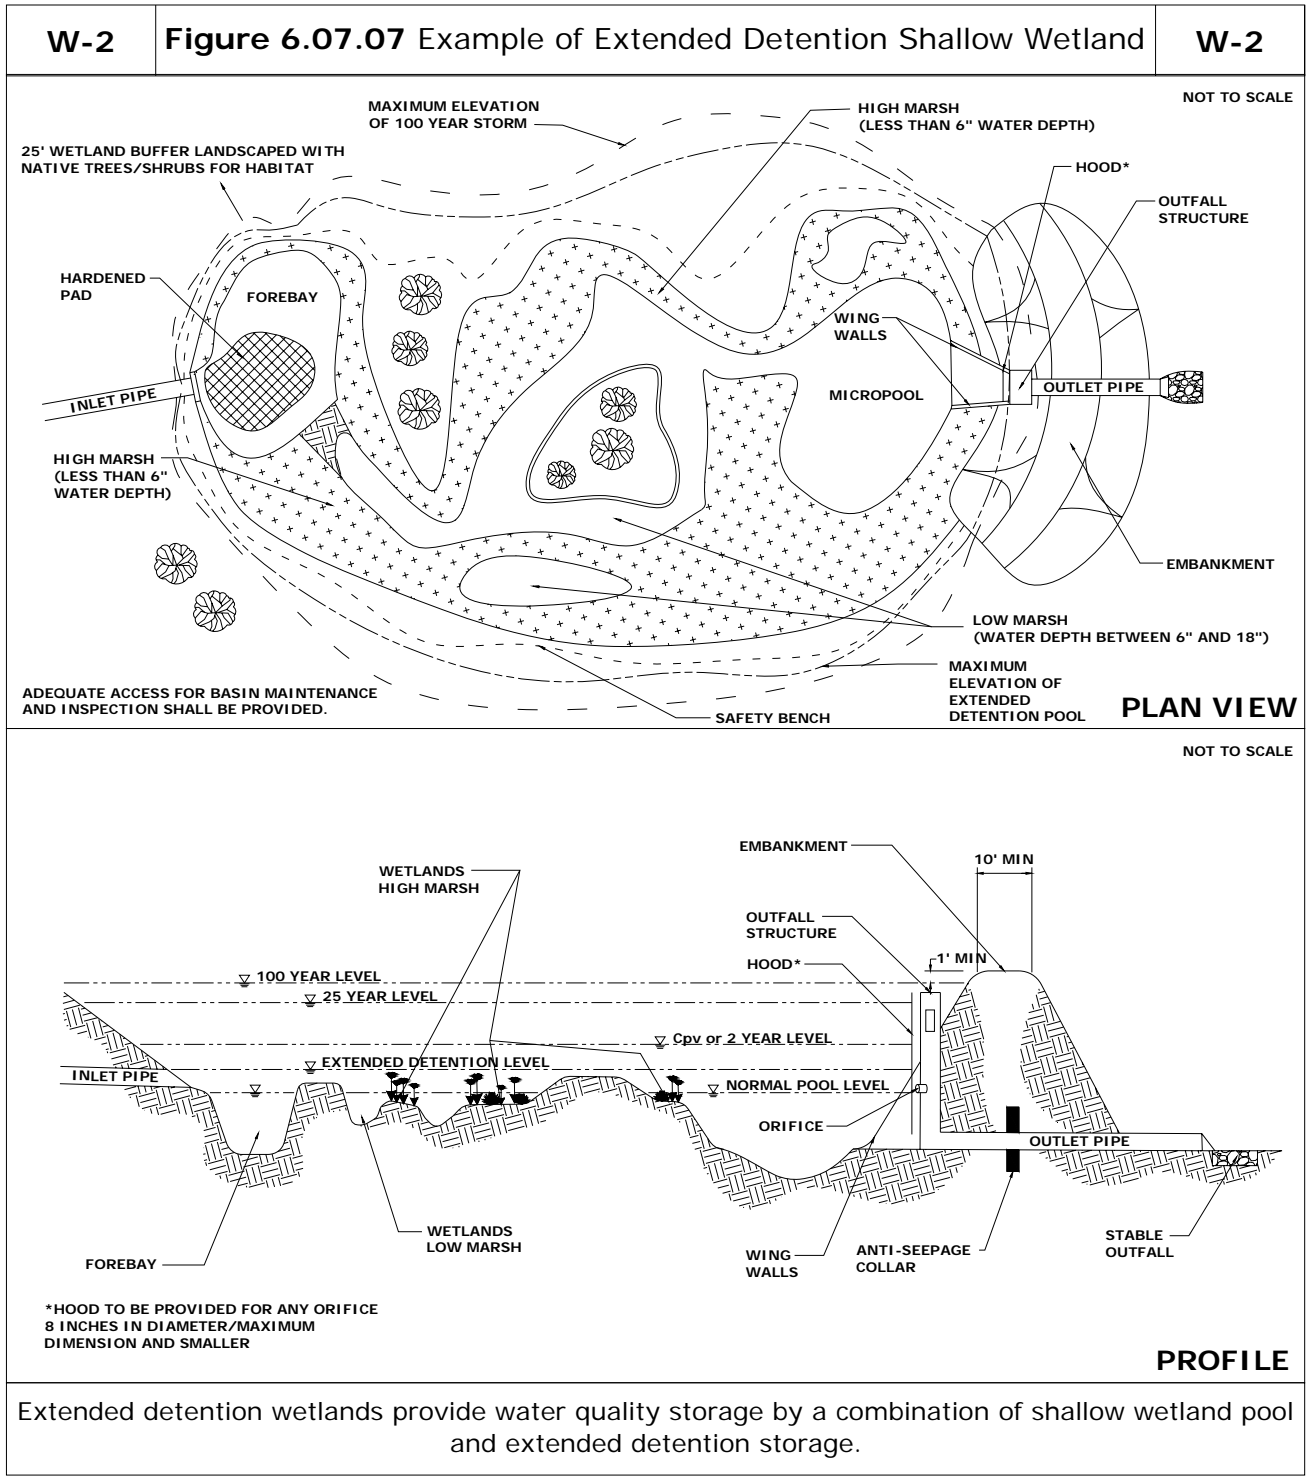 W-2
Figure 6.07.07 Example of Extended Detention Shallow Wetland
W-2
NOT TO SCALE
MAXIMUM ELEVATION
OF 100 YEAR STORM
HIGH MARSH
(LESS THAN 6" WATER DEPTH)
25' WETLAND BUFFER LANDSCAPED WITH
NATIVE TREES/SHRUBS FOR HABITAT
HOOD*
OUTFALL
STRUCTURE
HARDENED
PAD
FOREBAY
WING
WALLS
INLET PIPE
MICROPOOL
OUTLET PIPE
HIGH MARSH
(LESS THAN 6"
WATER DEPTH)
EMBANKMENT
LOW MARSH
(WATER DEPTH BETWEEN 6" AND 18")
MAXIMUM
ELEVATION OF
EXTENDED
DETENTION POOL
ADEQUATE ACCESS FOR BASIN MAINTENANCE
AND INSPECTION SHALL BE PROVIDED.
SAFETY BENCH
PLAN VIEW
NOT TO SCALE
EMBANKMENT
10' MIN
WETLANDS
HIGH MARSH
OUTFALL
STRUCTURE
HOOD*
1' MIN
100 YEAR LEVEL
25 YEAR LEVEL
Cpv or 2 YEAR LEVEL
EXTENDED DETENTION LEVEL
INLET PIPE
NORMAL POOL LEVEL
ORIFICE
OUTLET PIPE
WETLANDS
LOW MARSH
FOREBAY
WING
WALLS
ANTI-SEEPAGE
COLLAR
STABLE
OUTFALL
*HOOD TO BE PROVIDED FOR ANY ORIFICE
8 INCHES IN DIAMETER/MAXIMUM
DIMENSION AND SMALLER
PROFILE
Extended detention wetlands provide water quality storage by a combination of shallow wetland pool
and extended detention storage.